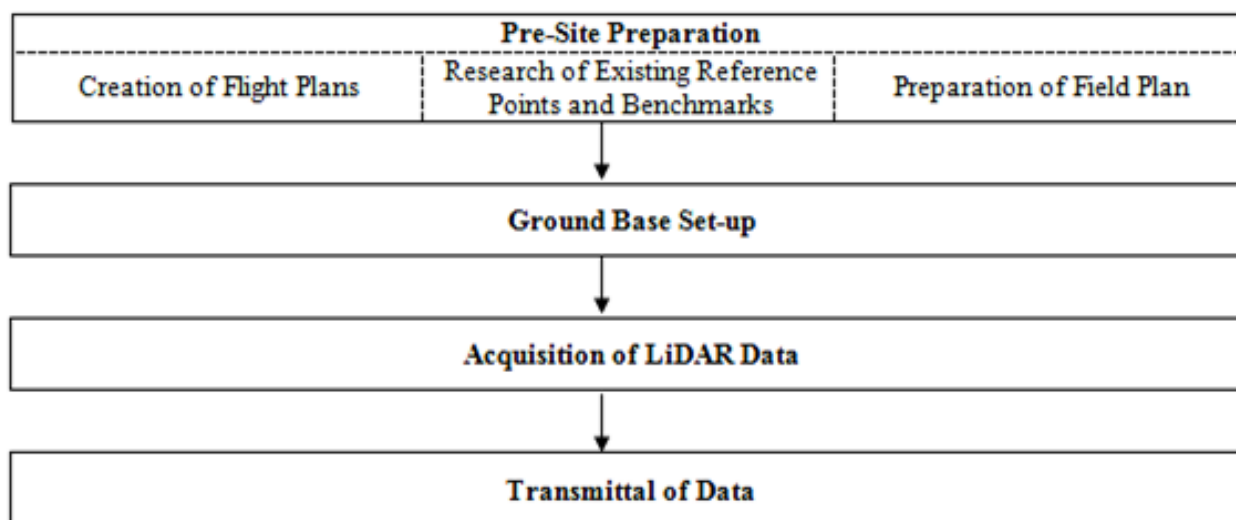 Pre-Site Preparation
Creation of Flight Plans
Research of Existing Reference
Points and Benchmarks
Preparation of Field Plan
Ground Base Set-up
Acquisition of LiDAR Data
Transmittal of Data